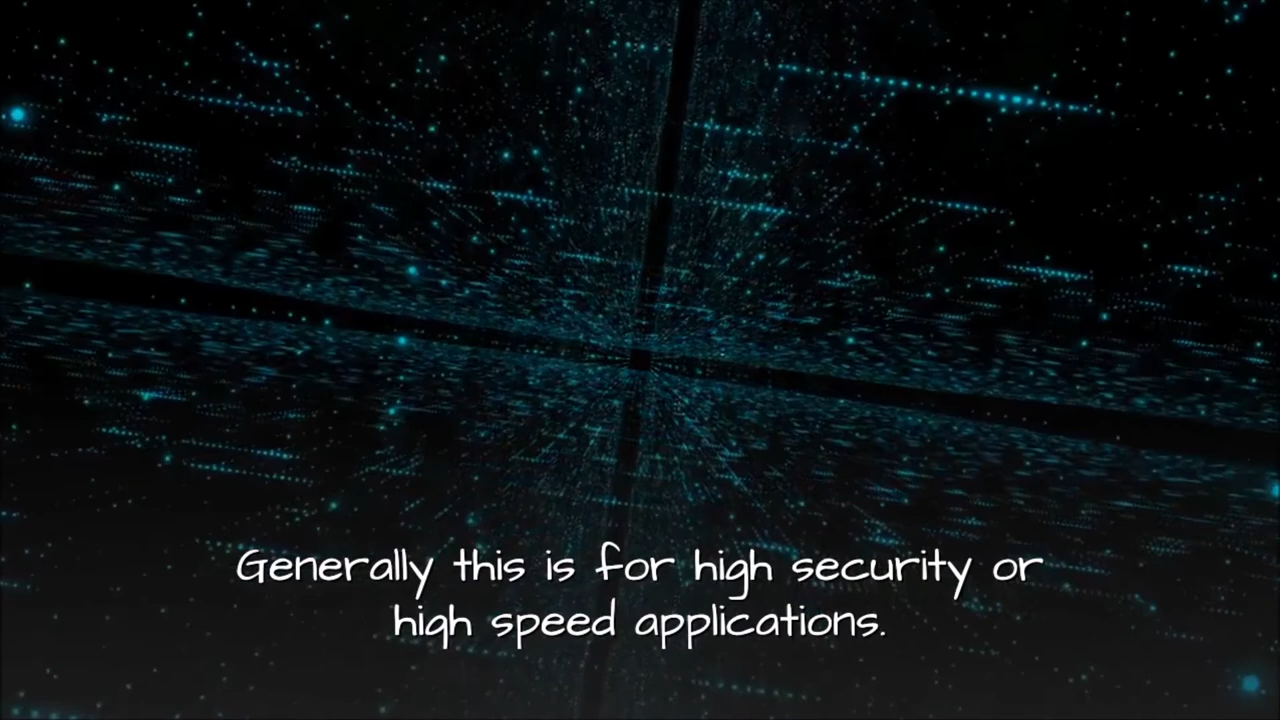 Generally this is for high security or
high speed applications.